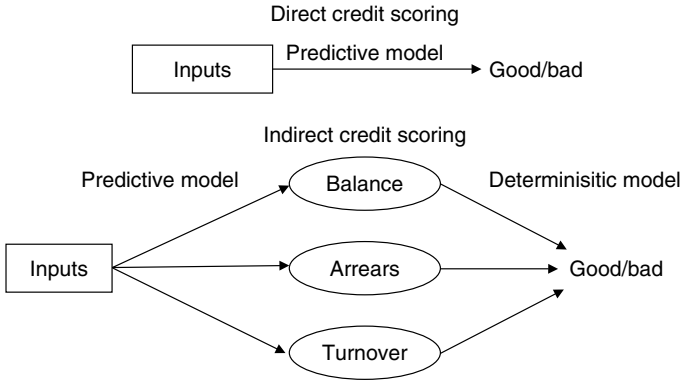 Direct credit scoring
Inputs
Predictive model
Good/bad
Indirect credit scoring
Predictive model
Balance
Determinisitic model
Inputs
Arrears
Good/bad
Turnover